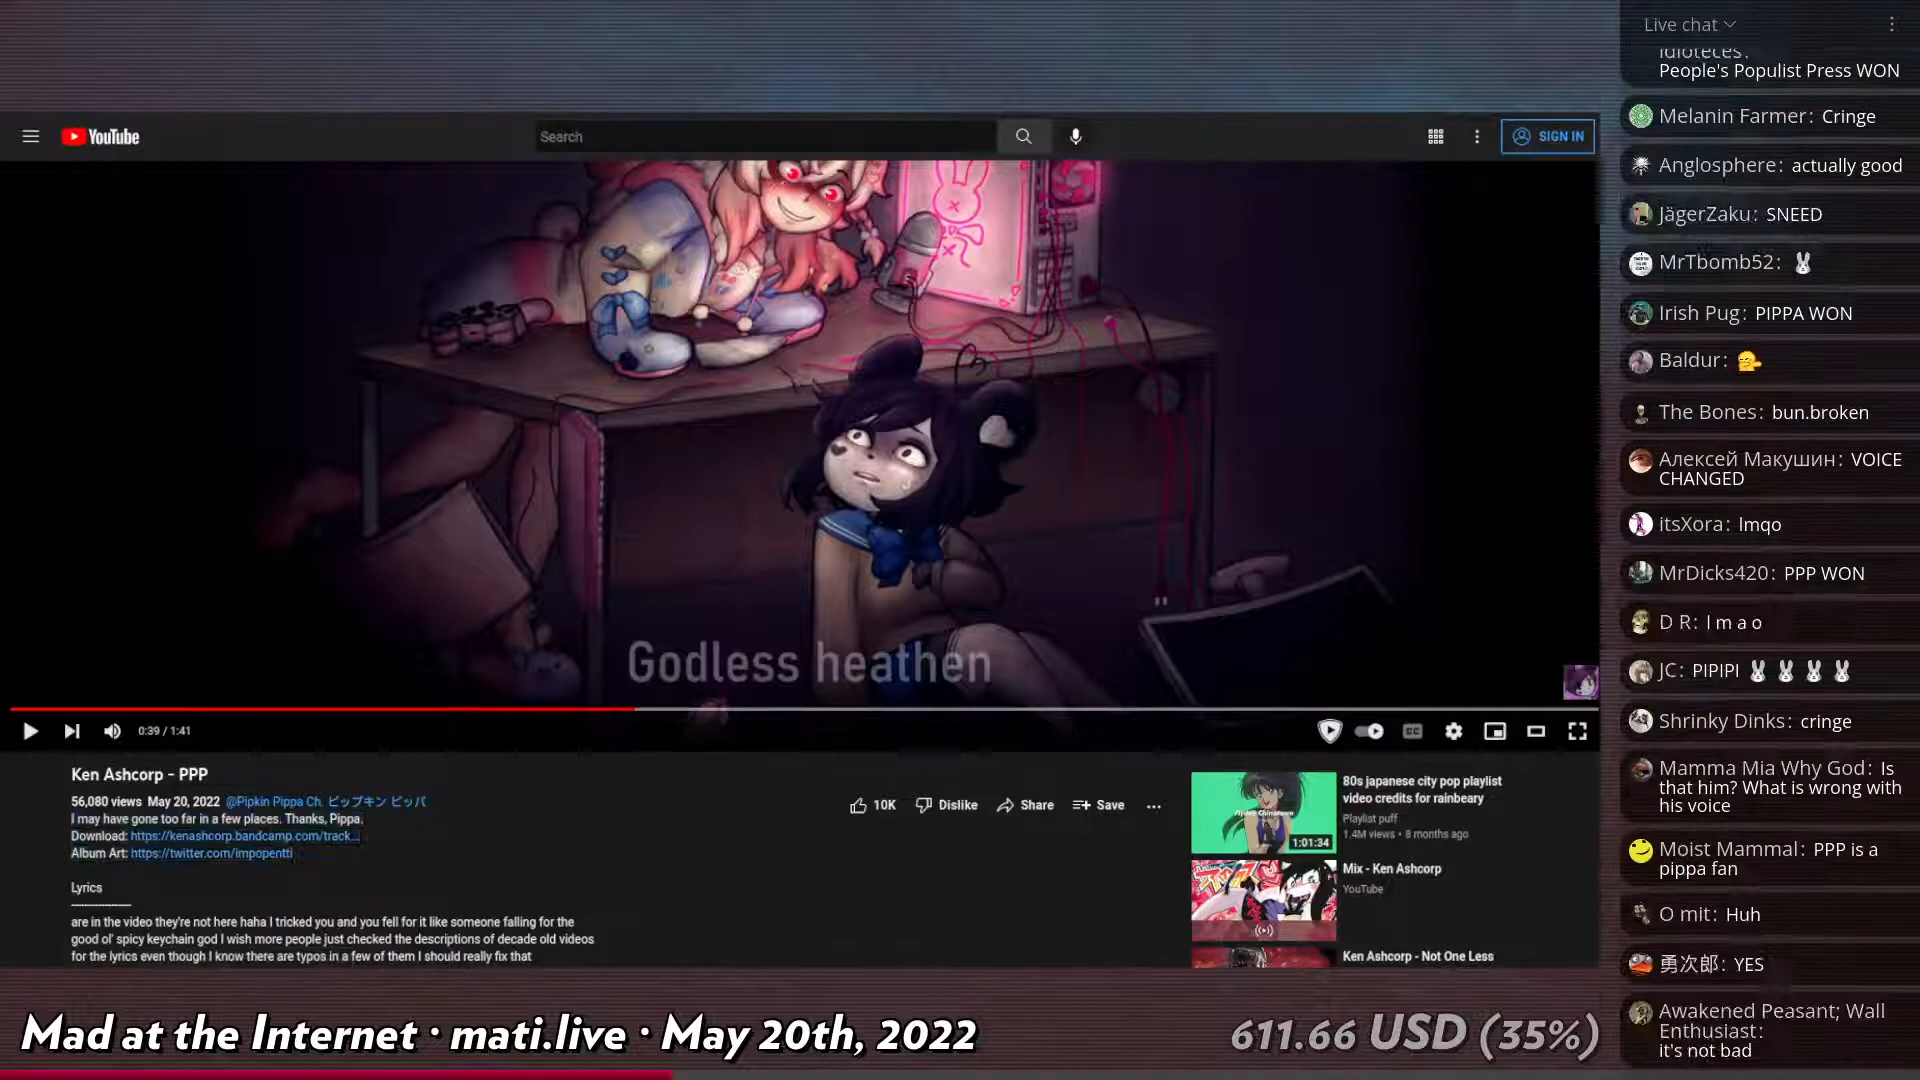 YouTube
Search
SIGN IN
Godless heathen
0:39 / 1:41
CC
Ken Ashcorp - PPP
56,080 views May 20, 2022 @Pipkin Pippa Ch. ピップキン ピッパ
I may have gone too far in a few places. Thanks, Pippa.
Download: https://kenashcorp.bandcamp.com/track...
Album Art: https://twitter.com/impopentti
Lyrics
are in the video they're not here haha I tricked you and you fell for it like someone falling for the
good ol' spicy keychain god I wish more people just checked the descriptions of decade old videos
for the lyrics even though I know there are typos in a few of them I should really fix that
10K
Dislike
Share
Save
1:01:34
80s japanese city pop playlist
video credits for rainbeary
Playlist puff
1.4M views • 8 months ago
Mix - Ken Ashcorp
YouTube
Ken Ashcorp - Not One Less
Mad at the Internet · mati.live · May 20th, 2022
611.66 USD (35%)
Live chat
idioteces:
People's Populist Press WON
Melanin Farmer: Cringe
Anglosphere: actually good
JägerZaku: SNEED
MrTbomb52: 🐰
Irish Pug: PIPPA WON
Baldur:
The Bones: bun.broken
Алексей Макушин: VOICE
CHANGED
itsXora: lmqo
MrDicks420: PPP WON
D R: l m a o
JC: PIPIPI 🐰 🐰 🐰 🐰
Shrinky Dinks: cringe
Mamma Mia Why God: Is
that him? What is wrong with
his voice
Moist Mammal: PPP is a
pippa fan
O mit: Huh
勇次郎: YES
Awakened Peasant; Wall
Enthusiast:
it's not bad